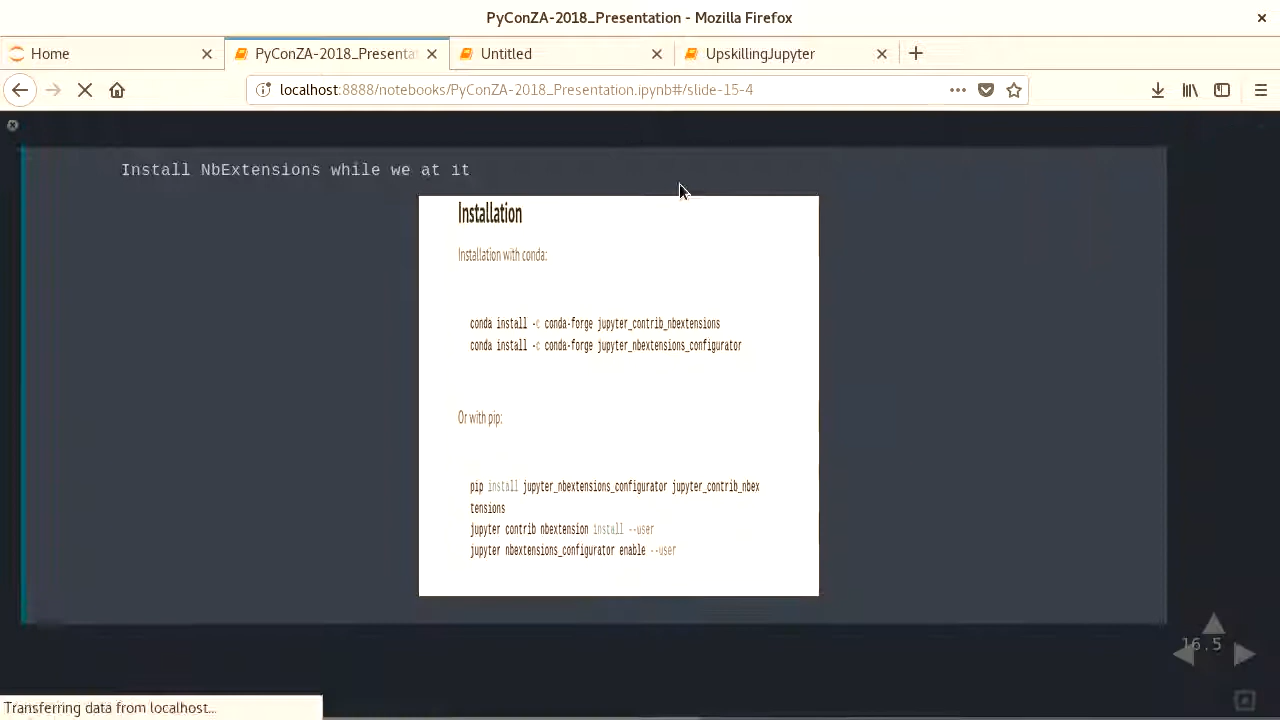 PyConZA-2018_Presentation - Mozilla Firefox
Home
PyConZA-2018_Presentat
Untitled
UpskillingJupyter
localhost:8888/notebooks/PyConZA-2018_Presentation.ipynb#/slide-15-4
Install NbExtensions while we at it
Installation
Installation with conda:
conda install -c conda-forge jupyter_contrib_nbextensions
conda install -c conda-forge jupyter_nbextensions_configurator
Or with pip:
pip install jupyter_nbextensions_configurator jupyter_contrib_nbex
tensions
jupyter contrib nbextension install --user
jupyter nbextensions_configurator enable --user
16.5
Transferring data from localhost...